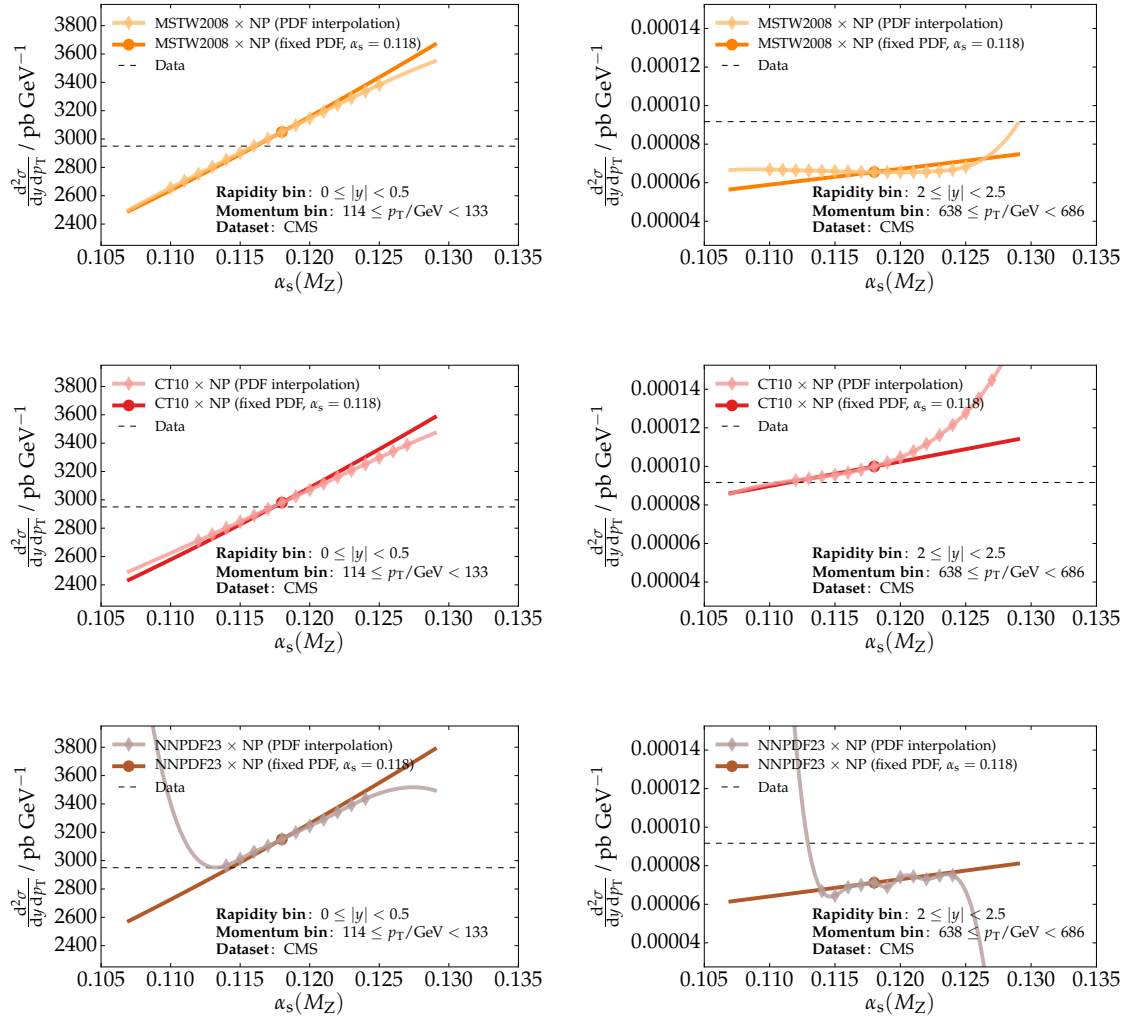 MSTW2008 × NP (PDF interpolation)
MSTW2008 × NP (fixed PDF, αs = 0.118)
Data
3800
3600
3400
3200
3000
2800
2600
2400
d²σ/dy dpT / pb GeV⁻¹
Rapidity bin: 0 ≤ |y| < 0.5
Momentum bin: 114 ≤ pT/GeV < 133
Dataset: CMS
0.105 0.110 0.115 0.120 0.125 0.130 0.135
αs(MZ)
MSTW2008 × NP (PDF interpolation)
MSTW2008 × NP (fixed PDF, αs = 0.118)
Data
0.00014
0.00012
0.00010
0.00008
0.00006
0.00004
d²σ/dy dpT / pb GeV⁻¹
Rapidity bin: 2 ≤ |y| < 2.5
Momentum bin: 638 ≤ pT/GeV < 686
Dataset: CMS
0.105 0.110 0.115 0.120 0.125 0.130 0.135
αs(MZ)
CT10 × NP (PDF interpolation)
CT10 × NP (fixed PDF, αs = 0.118)
Data
3800
3600
3400
3200
3000
2800
2600
2400
d²σ/dy dpT / pb GeV⁻¹
Rapidity bin: 0 ≤ |y| < 0.5
Momentum bin: 114 ≤ pT/GeV < 133
Dataset: CMS
0.105 0.110 0.115 0.120 0.125 0.130 0.135
αs(MZ)
CT10 × NP (PDF interpolation)
CT10 × NP (fixed PDF, αs = 0.118)
Data
0.00014
0.00012
0.00010
0.00008
0.00006
0.00004
d²σ/dy dpT / pb GeV⁻¹
Rapidity bin: 2 ≤ |y| < 2.5
Momentum bin: 638 ≤ pT/GeV < 686
Dataset: CMS
0.105 0.110 0.115 0.120 0.125 0.130 0.135
αs(MZ)
NNPDF23 × NP (PDF interpolation)
NNPDF23 × NP (fixed PDF, αs = 0.118)
Data
3800
3600
3400
3200
3000
2800
2600
2400
d²σ/dy dpT / pb GeV⁻¹
Rapidity bin: 0 ≤ |y| < 0.5
Momentum bin: 114 ≤ pT/GeV < 133
Dataset: CMS
0.105 0.110 0.115 0.120 0.125 0.130 0.135
αs(MZ)
NNPDF23 × NP (PDF interpolation)
NNPDF23 × NP (fixed PDF, αs = 0.118)
Data
0.00014
0.00012
0.00010
0.00008
0.00006
0.00004
d²σ/dy dpT / pb GeV⁻¹
Rapidity bin: 2 ≤ |y| < 2.5
Momentum bin: 638 ≤ pT/GeV < 686
Dataset: CMS
0.105 0.110 0.115 0.120 0.125 0.130 0.135
αs(MZ)